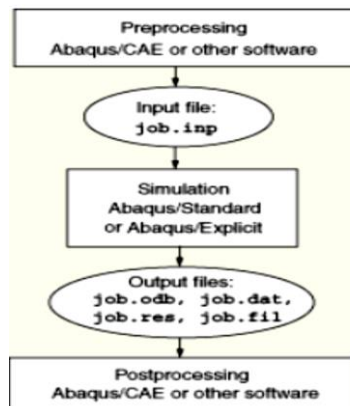 Preprocessing
Abaqus/CAE or other software
Input file:
job.inp
Simulation
Abaqus/Standard
or Abaqus/Explicit
Output files:
job.odb, job.dat,
job.res, job.fil
Postprocessing
Abaqus/CAE or other software